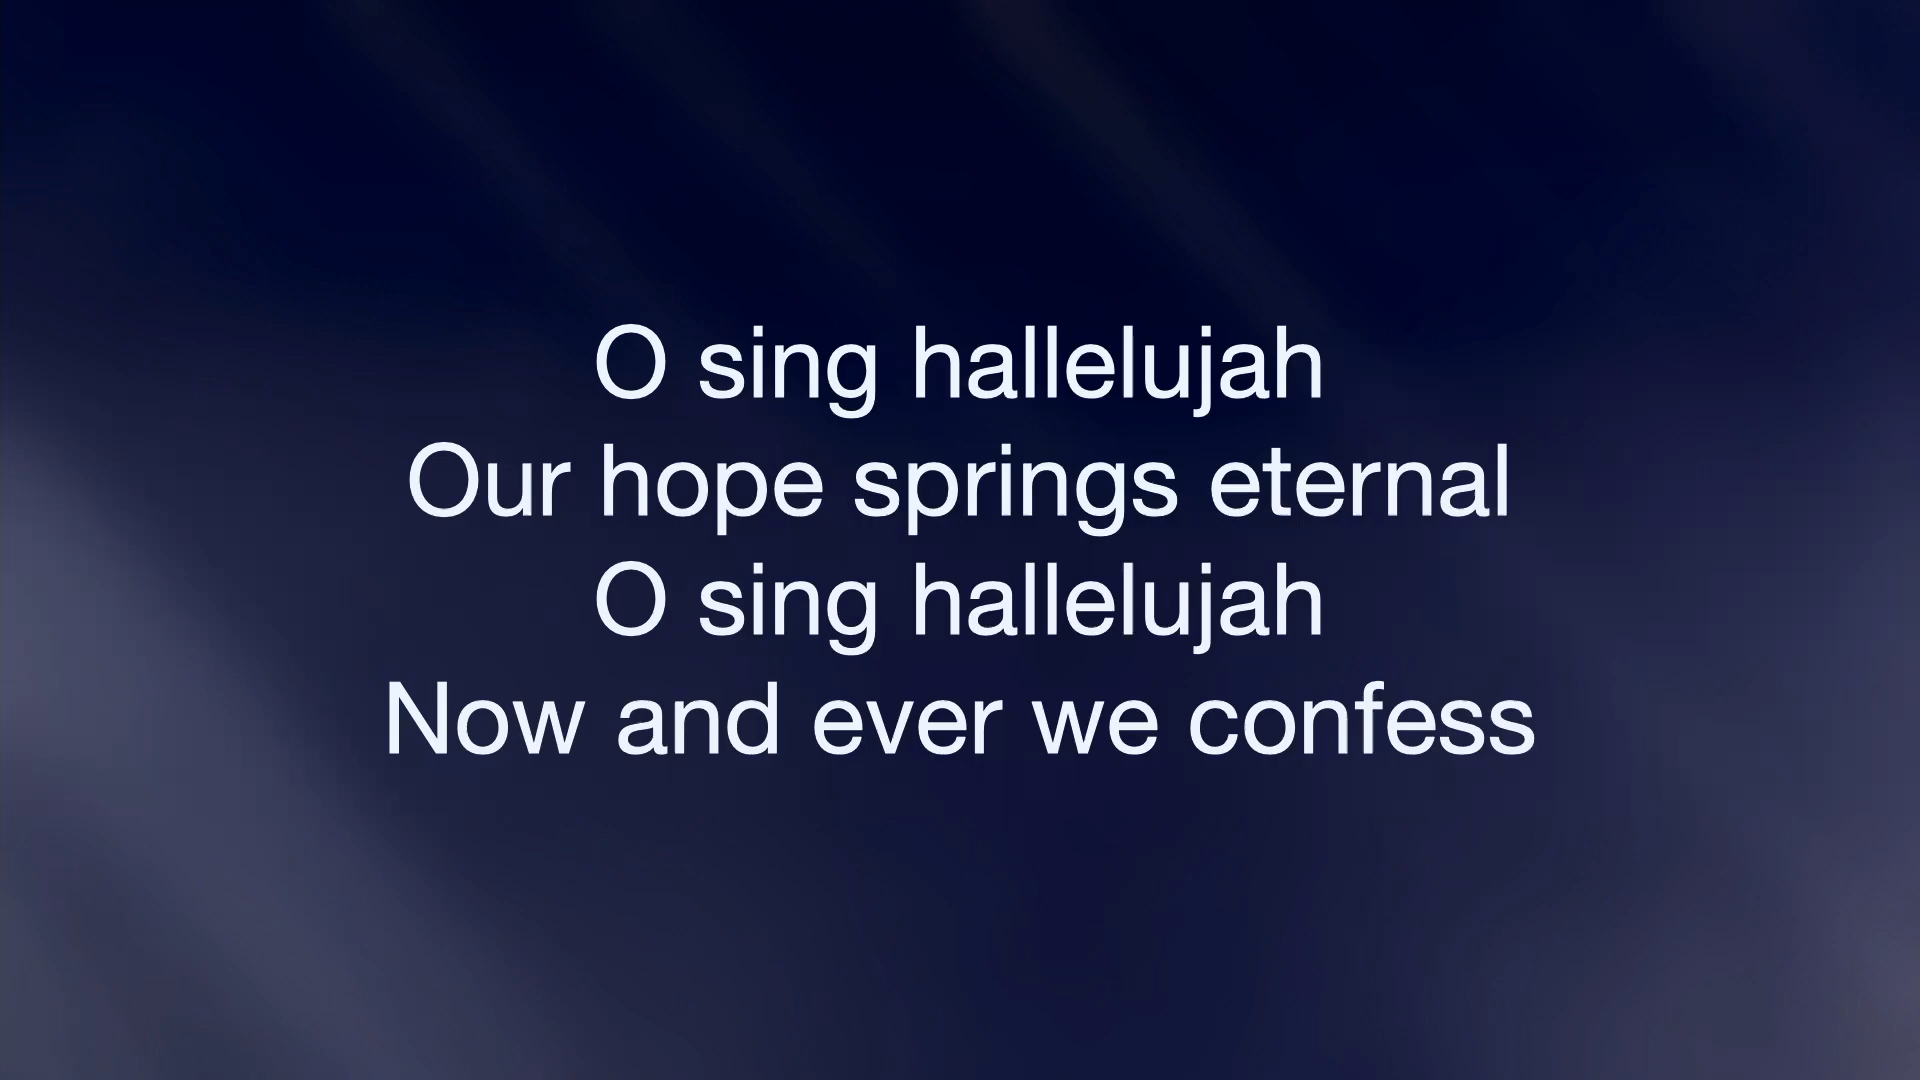 O sing hallelujah
Our hope springs eternal
O sing hallelujah
Now and ever we confess